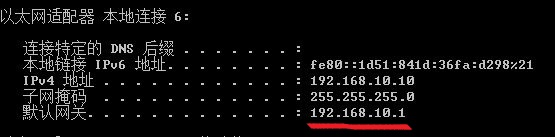 以太网适配器 本地连接 6:
连接特定的 DNS 后缀 . . . . . . . :
本地链接 IPv6 地址. . . . . . . . : fe80::1d51:841d:36fa:d298%21
IPv4 地址 . . . . . . . . . . . . : 192.168.10.10
子网掩码 . . . . . . . . . . . . : 255.255.255.0
默认网关. . . . . . . . . . . . . : 192.168.10.1